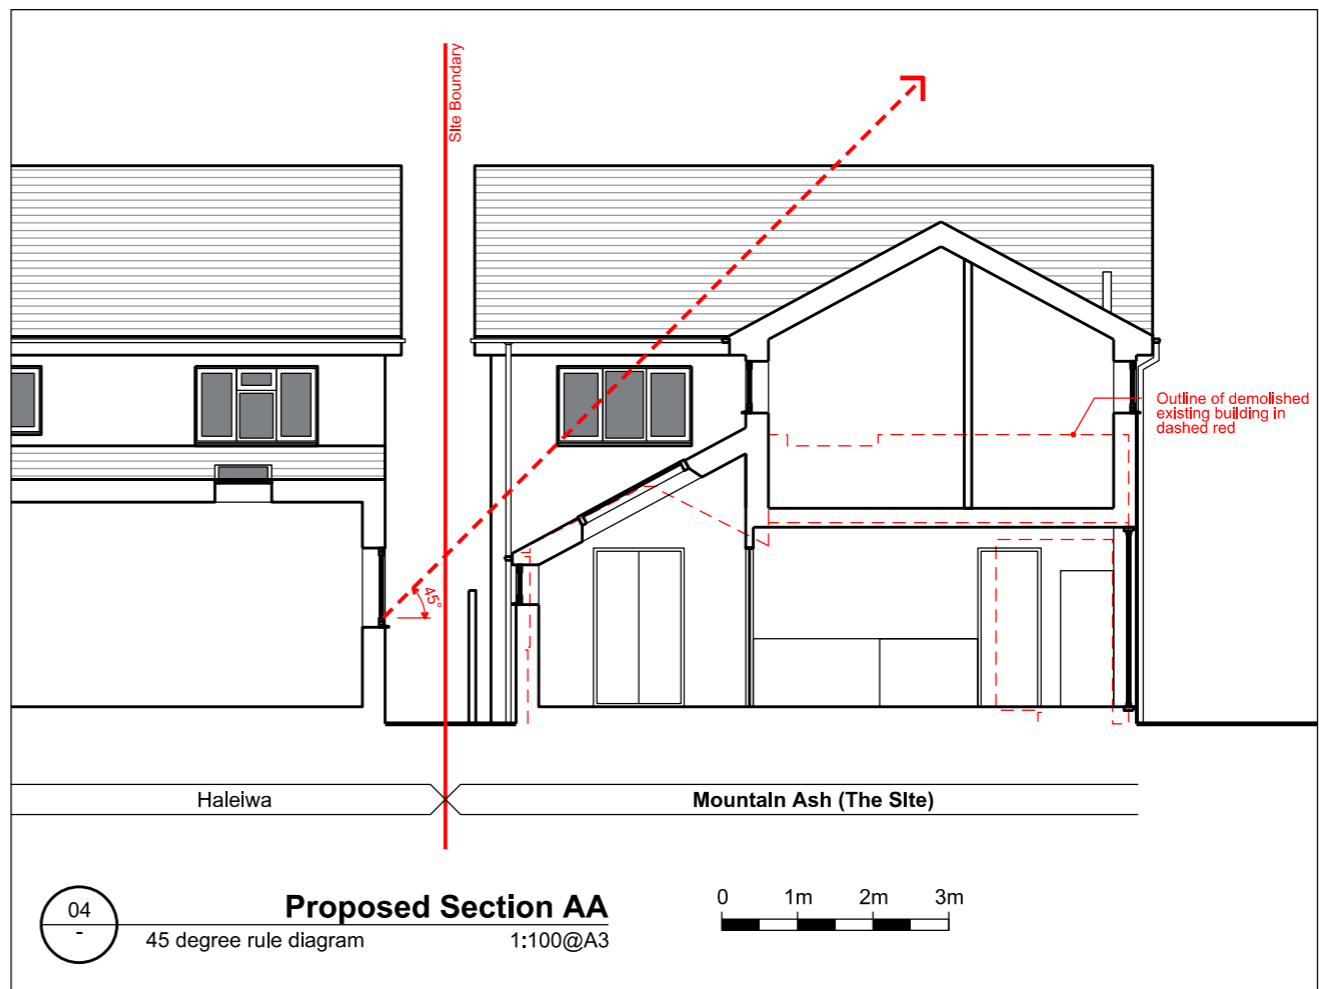 Site Boundary
Outline of demolished
existing building in
dashed red
45°
Haleiwa
Mountain Ash (The Site)
04
-
Proposed Section AA
45 degree rule diagram
1:100@A3
0 1m 2m 3m